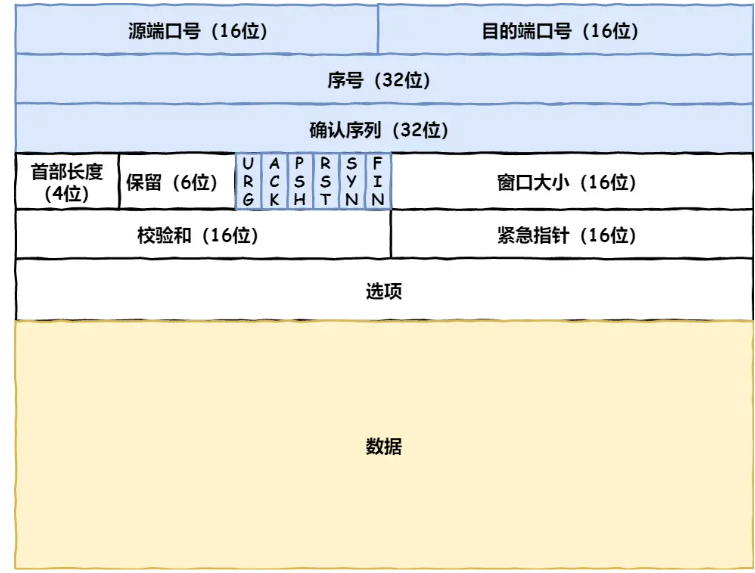 源端口号（16位）
目的端口号（16位）
序号（32位）
确认序列（32位）
首部长度
(4位)
保留（6位）
URG
ACK
PSH
RST
SYN
FIN
窗口大小（16位）
校验和（16位）
紧急指针（16位）
选项
数据